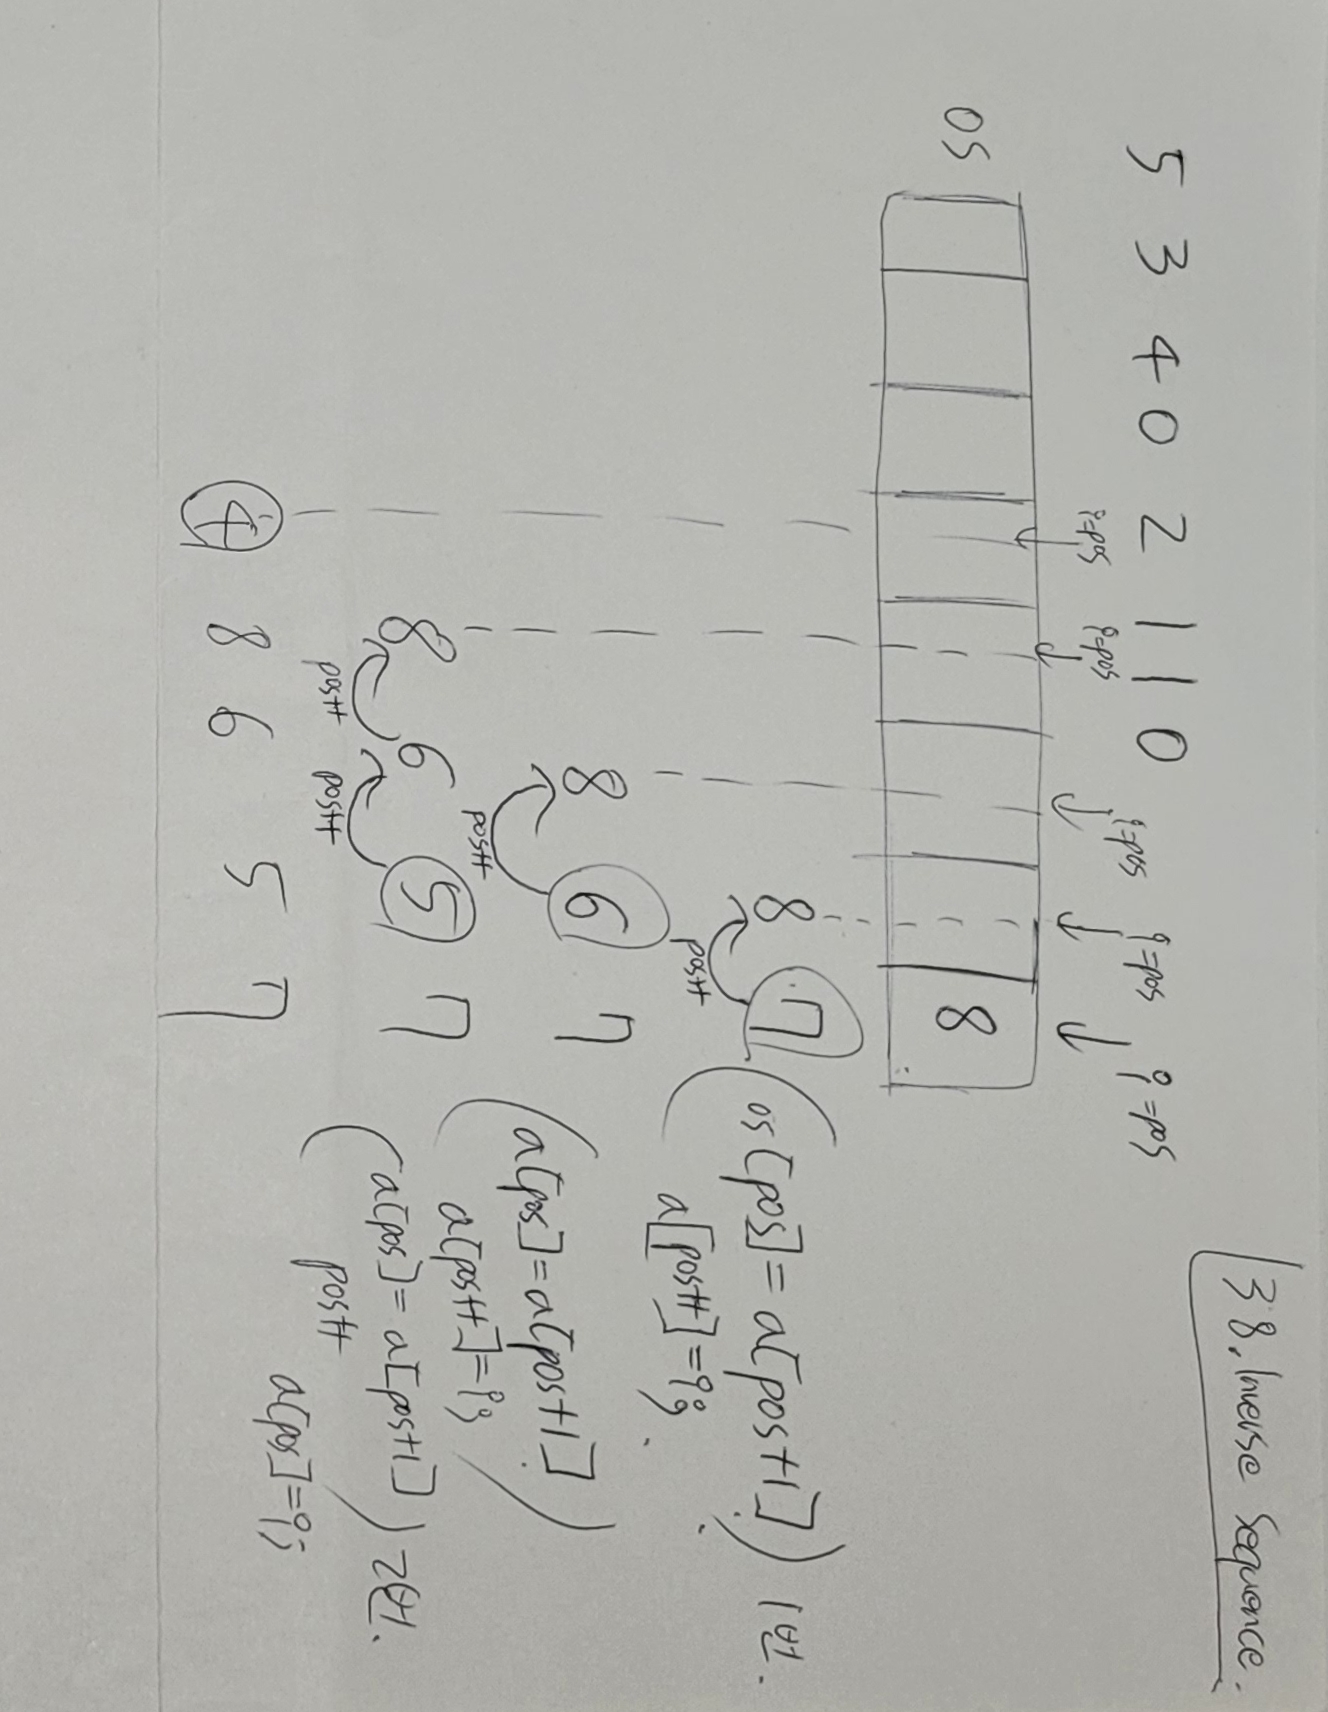 38. Inverse Sequence.
5 3 4 0 2 1 1 0
i=pos i=pos i=pos i=pos i=pos
os 8
8 7 (os[pos]=a[pos+1]) 1번.
pos++ a[pos++]=i;
8 6 7 (a[pos]=a[pos+1]
pos++ a[pos++]=i;)
8 6 5 7 (a[pos]=a[pos+1]) 2번.
pos++ pos++ pos++
a[pos]=i;
4 8 6 5 7